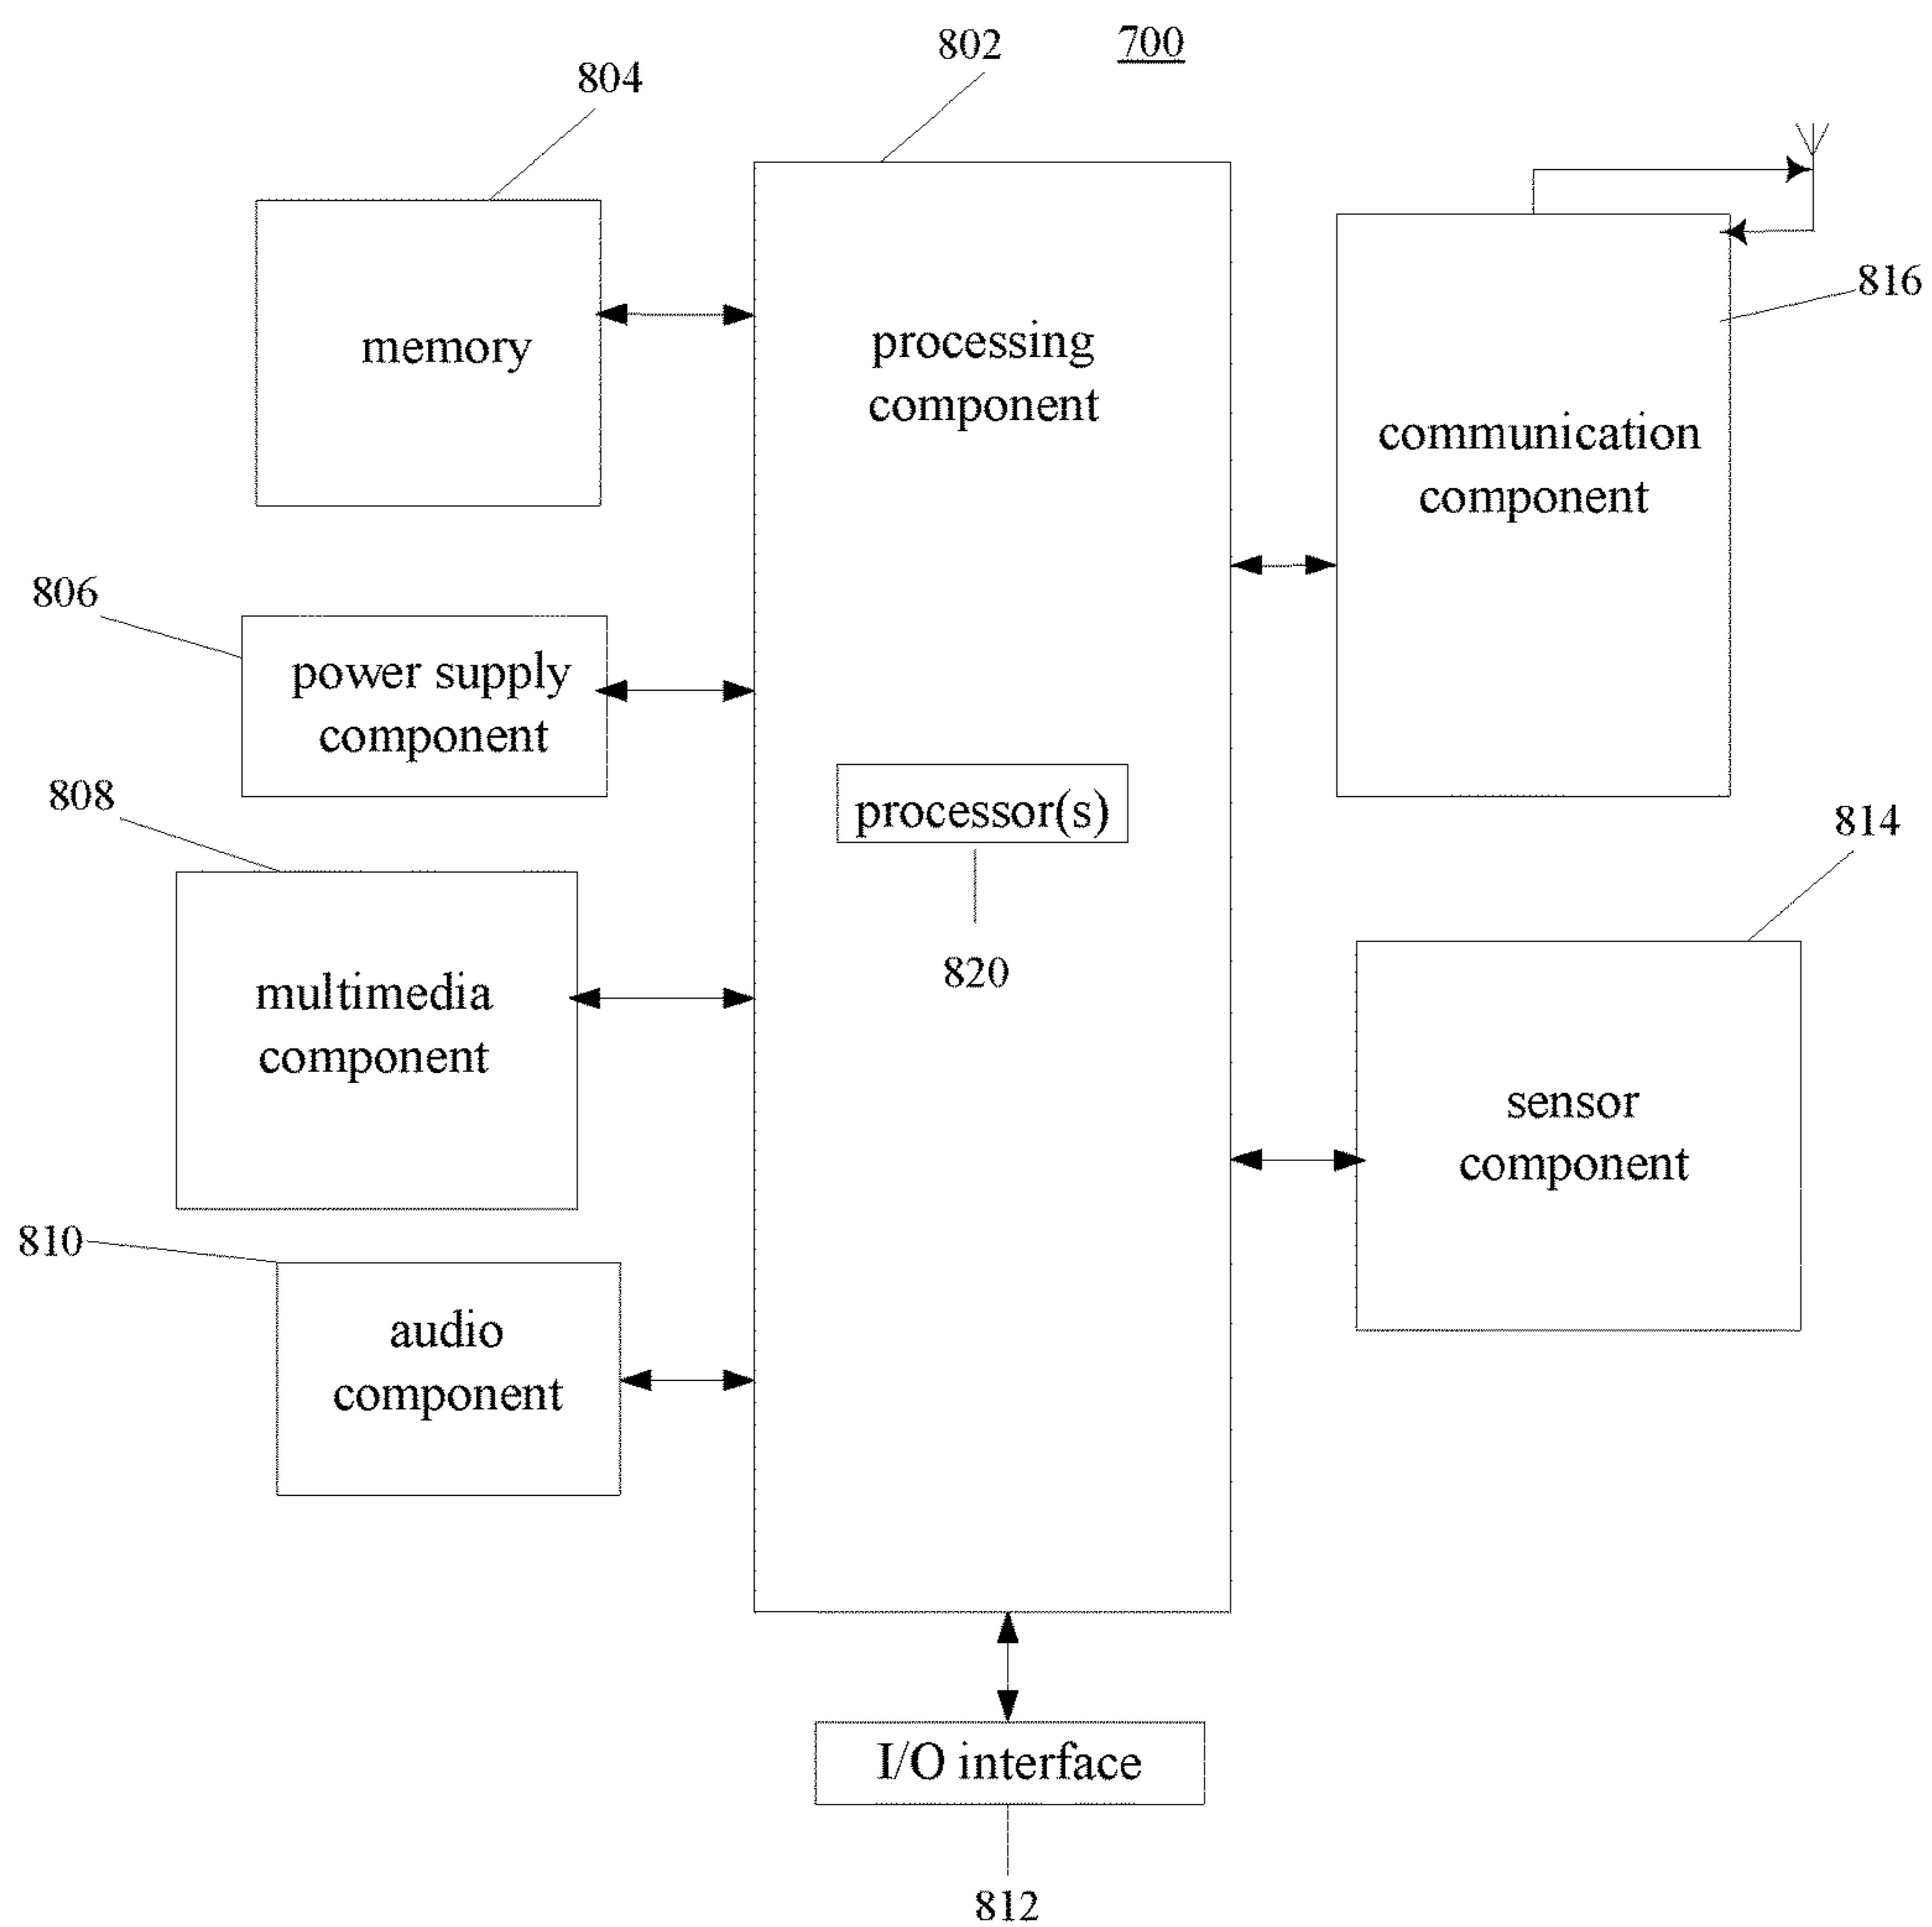 802
700
804
816
memory
processing
component
communication
component
806
power supply
component
808
processor(s)
814
820
multimedia
component
sensor
component
810
audio
component
I/O interface
812